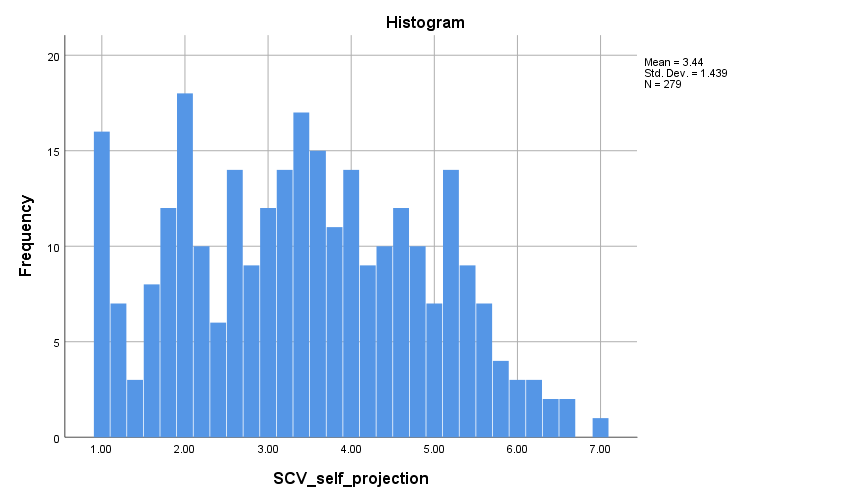 Histogram
Mean = 3.44
Std. Dev. = 1.439
N = 279
20
15
10
5
0
Frequency
1.00 2.00 3.00 4.00 5.00 6.00 7.00
SCV_self_projection